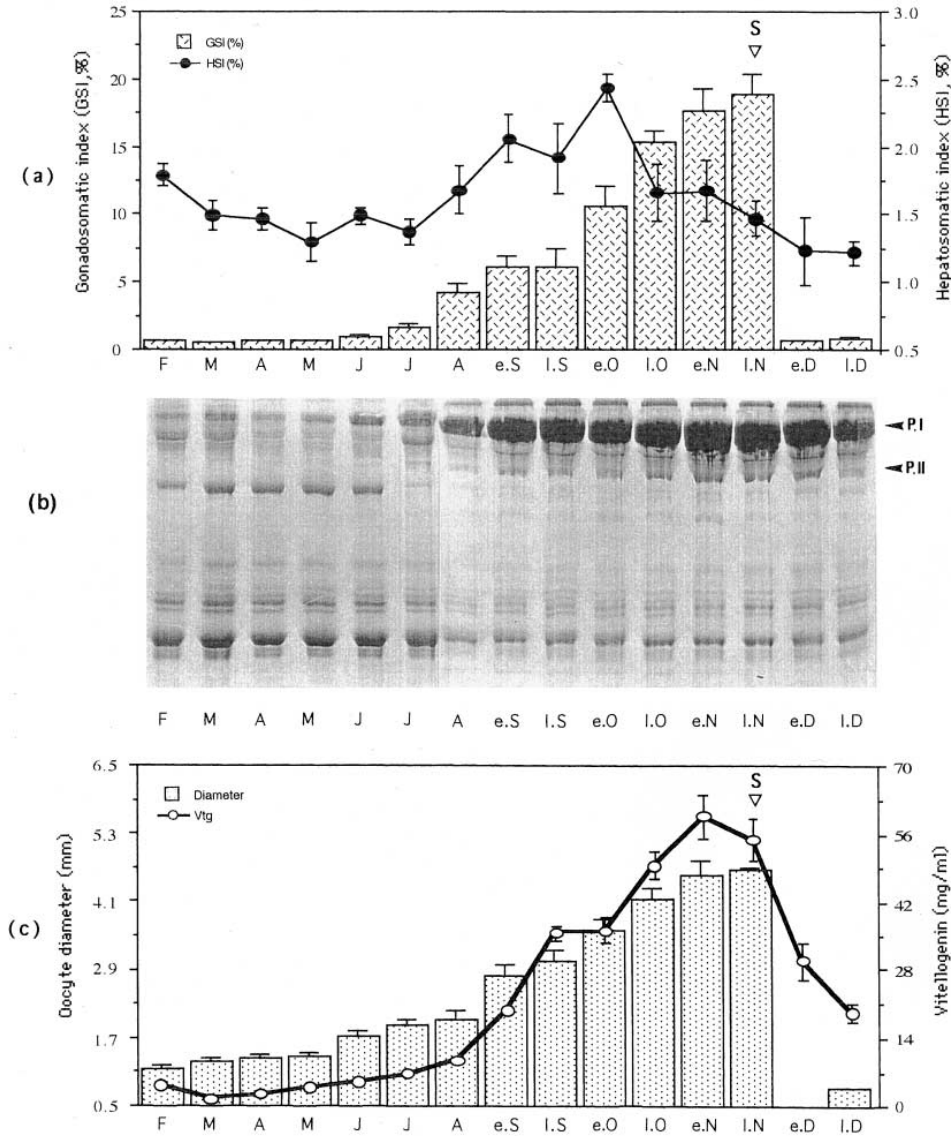 (a)
Gonadosomatic index (GSI, %)
25
20
15
10
5
0
GSI (%)
HSI (%)
S
3.0
2.5
2.0
1.5
1.0
0.5
Hepatosomatic index (HSI, %)
F M A M J J A e.S l.S e.O l.O e.N l.N e.D l.D
(b)
P.I
P.II
F M A M J J A e.S l.S e.O l.O e.N l.N e.D l.D
(c)
Oocyte diameter (mm)
6.5
5.3
4.1
2.9
1.7
0.5
Diameter
Vtg
S
70
56
42
28
14
0
Vitellogenin (mg/ml)
F M A M J J A e.S l.S e.O l.O e.N l.N e.D l.D